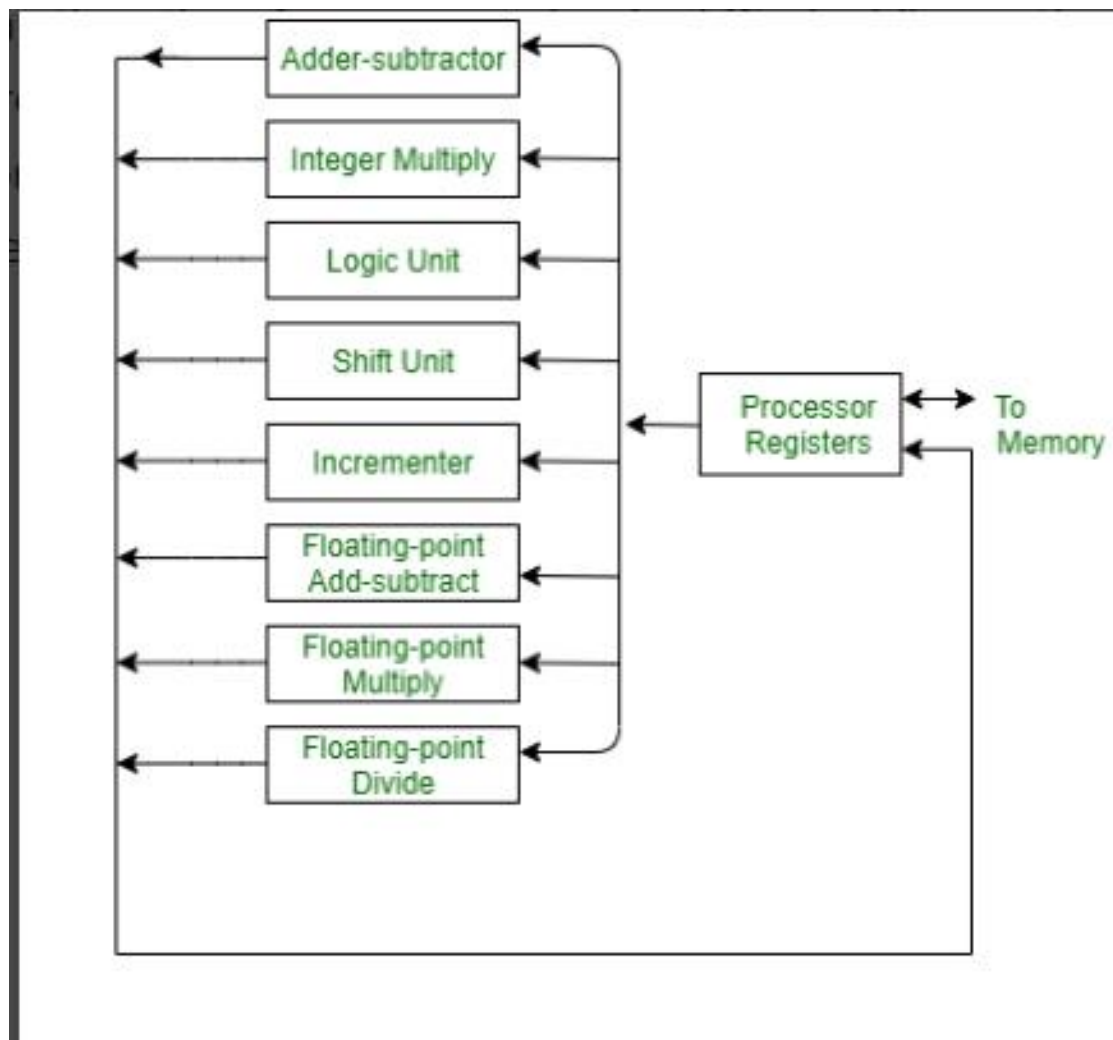 Adder-subtractor
Integer Multiply
Logic Unit
Shift Unit
Incrementer
Floating-point
Add-subtract
Floating-point
Multiply
Floating-point
Divide
Processor
Registers
To
Memory